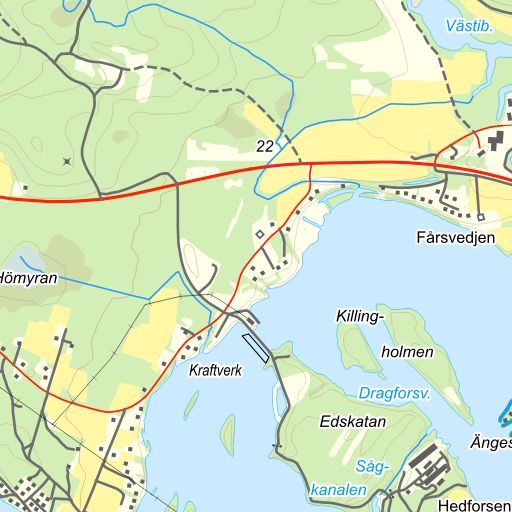 Västib.
22
Fårsvedjen
Hömyran
Killing-
holmen
Kraftverk
Dragforsv.
Edskatan
Änges
Såg-
kanalen
Hedforsen